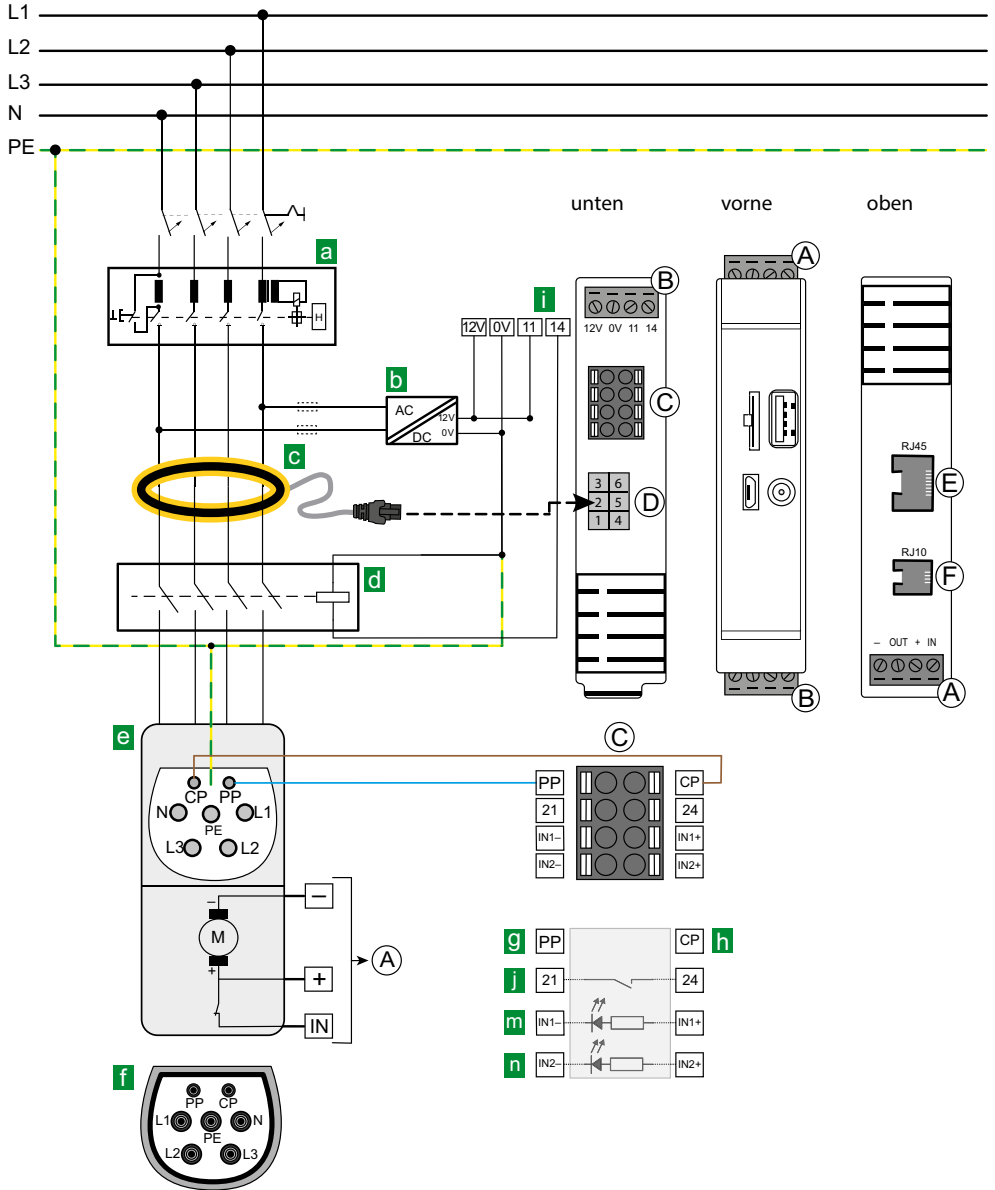 L1
L2
L3
N
PE
unten vorne oben
a
H
A
B
i
12V 0V 11 14
12V 0V 11 14
b
AC
DC
12V
0V
C
c
RJ45
E
3 6
2 5
1 4
D
d
RJ10
F
– OUT + IN
A
B
e
C
CP PP
N L1
PE
L3 L2
PP CP
21 24
IN1– IN1+
IN2– IN2+
–
–
M
A
+
+
IN
g PP CP h
j 21 24
m IN1– IN1+
n IN2– IN2+
f
PP CP
L1 N
PE
L2 L3